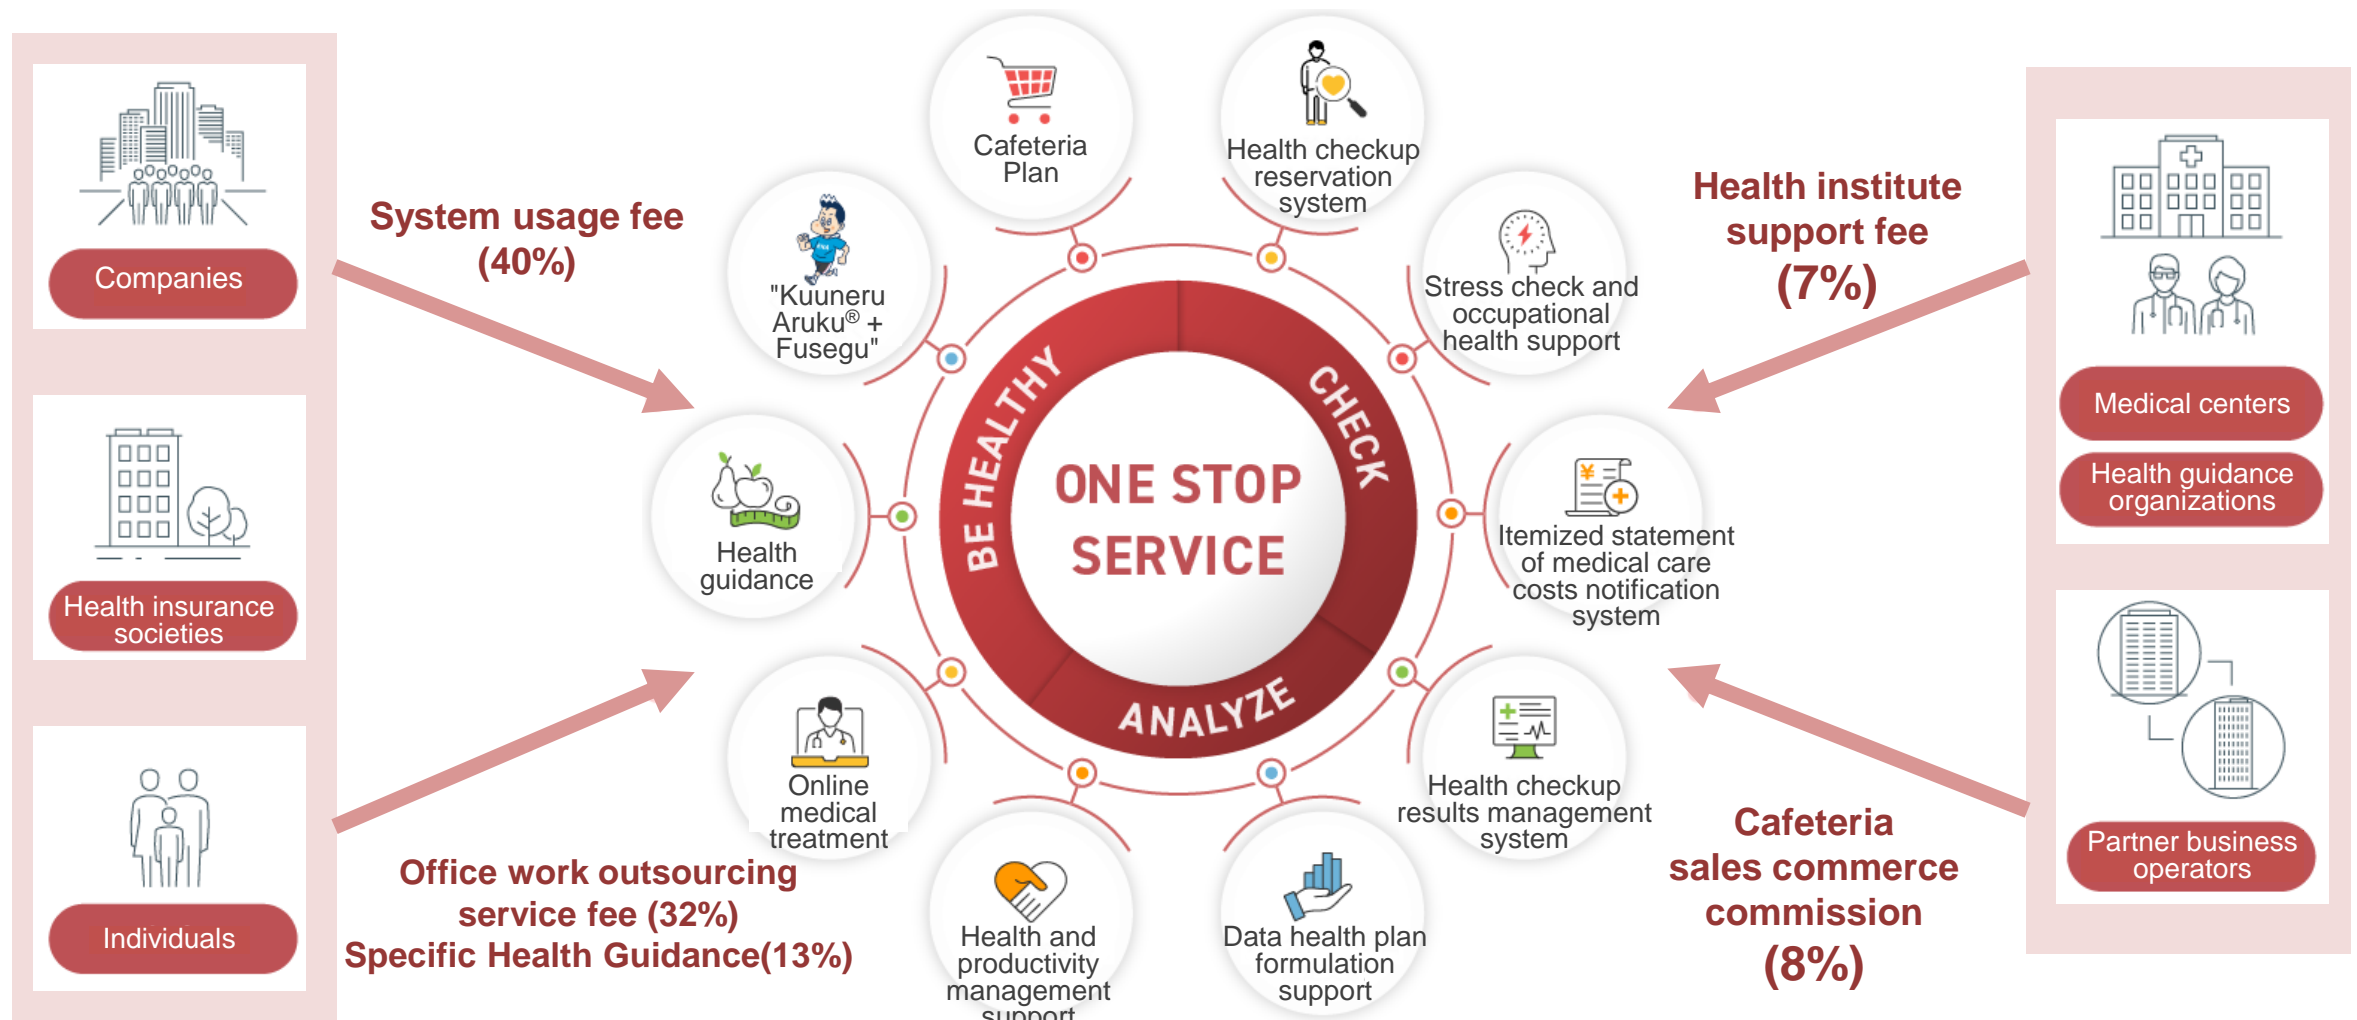 Companies
Health insurance
societies
Individuals
System usage fee
(40%)
Office work outsourcing
service fee (32%)
Specific Health Guidance(13%)
Cafeteria
Plan
Health checkup
reservation
system
"Kuuneru
Aruku® +
Fusegu"
Stress check and
occupational
health support
Health
guidance
Itemized statement
of medical care
costs notification
system
Online
medical
treatment
Health checkup
results management
system
Health and
productivity
management
support
Data health plan
formulation
support
BE HEALTHY
CHECK
ANALYZE
ONE STOP
SERVICE
Health institute
support fee
(7%)
Cafeteria
sales commerce
commission
(8%)
Medical centers
Health guidance
organizations
Partner business
operators